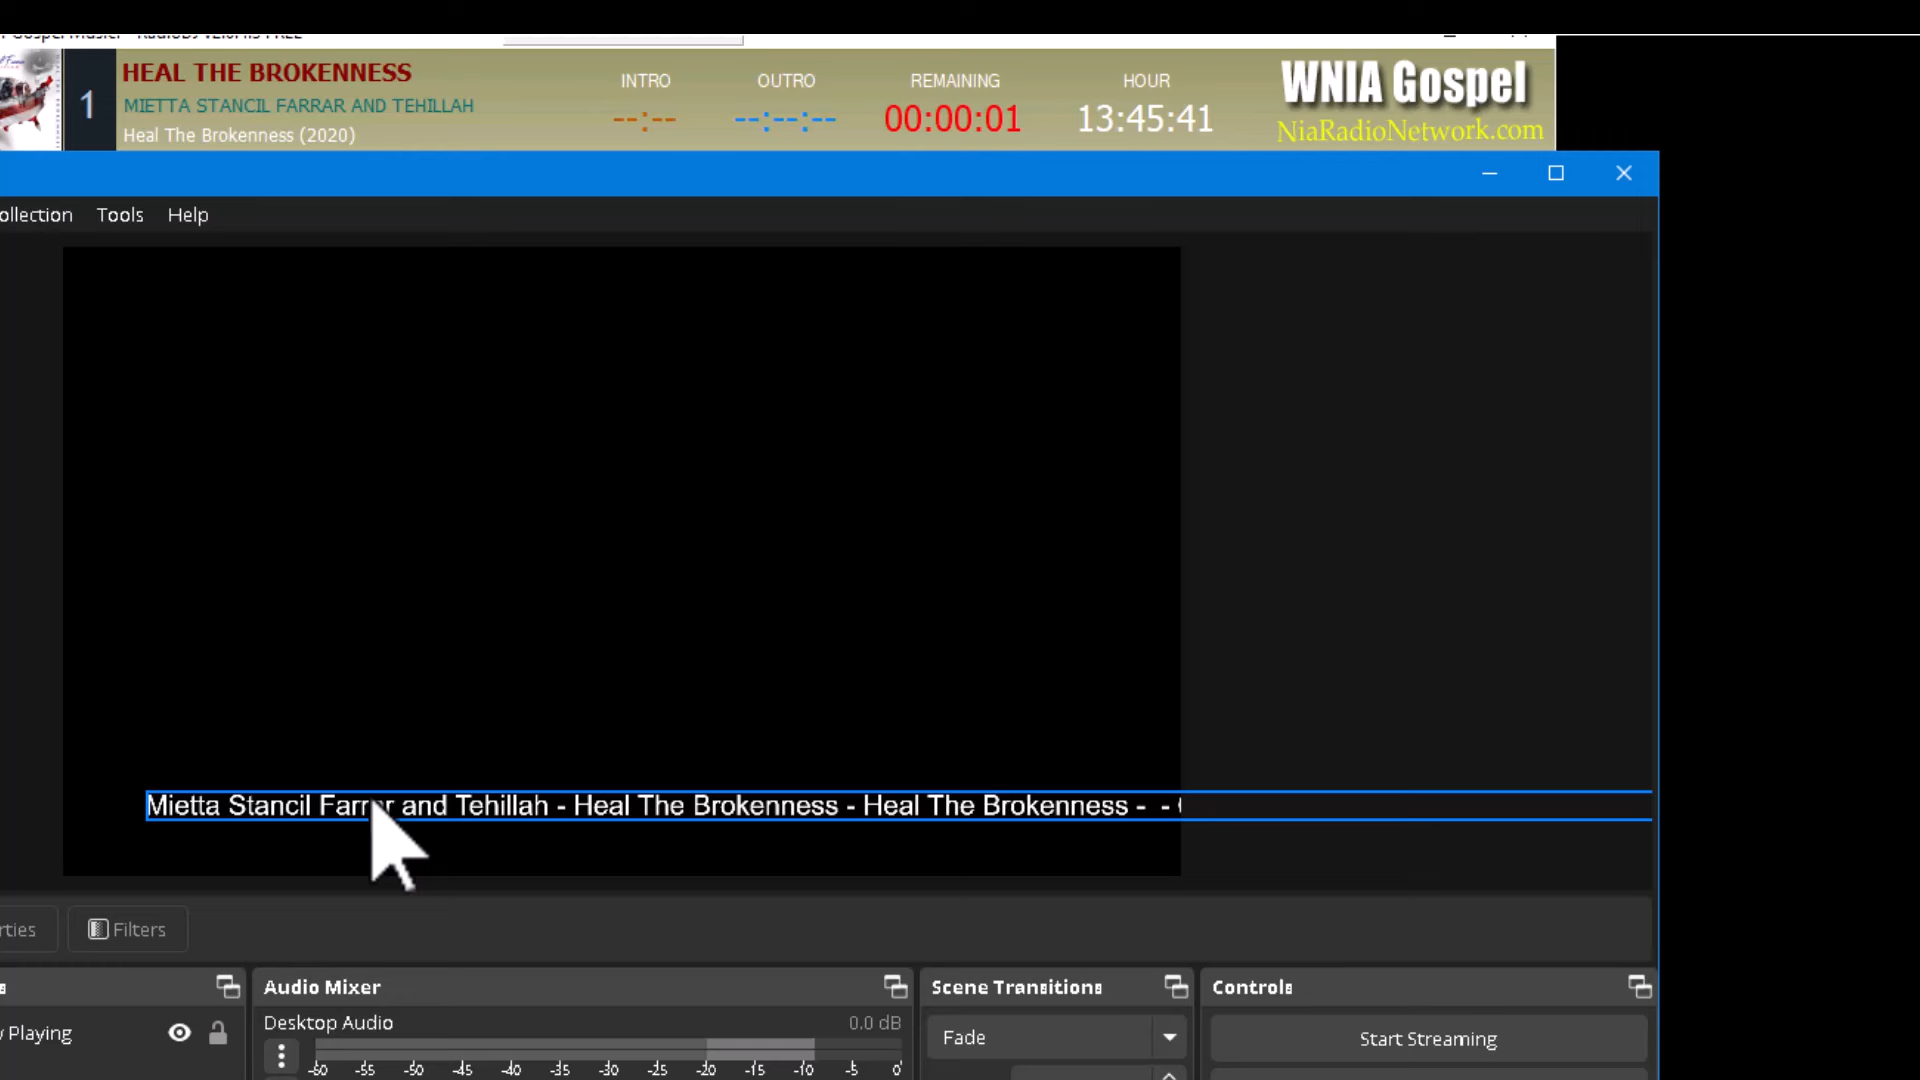 HEAL THE BROKENNESS
MIETTA STANCIL FARRAR AND TEHILLAH
Heal The Brokenness (2020)
1
INTRO
--:--
OUTRO
--:--:--
REMAINING
00:00:01
HOUR
13:45:41
WNIA Gospel
NiaRadioNetwork.com
ollection Tools Help
Mietta Stancil Farrar and Tehillah - Heal The Brokenness - Heal The Brokenness - -
rties Filters
s
Audio Mixer
Scene Transitions
Controls
Playing
Desktop Audio
0.0 dB
-60 -55 -50 -45 -40 -35 -30 -25 -20 -15 -10 -5 0
Fade
Start Streaming